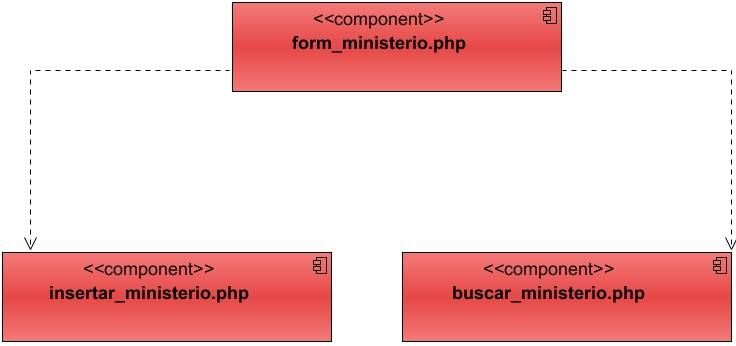 <<component>>
form_ministerio.php
<<component>>
insertar_ministerio.php
<<component>>
buscar_ministerio.php